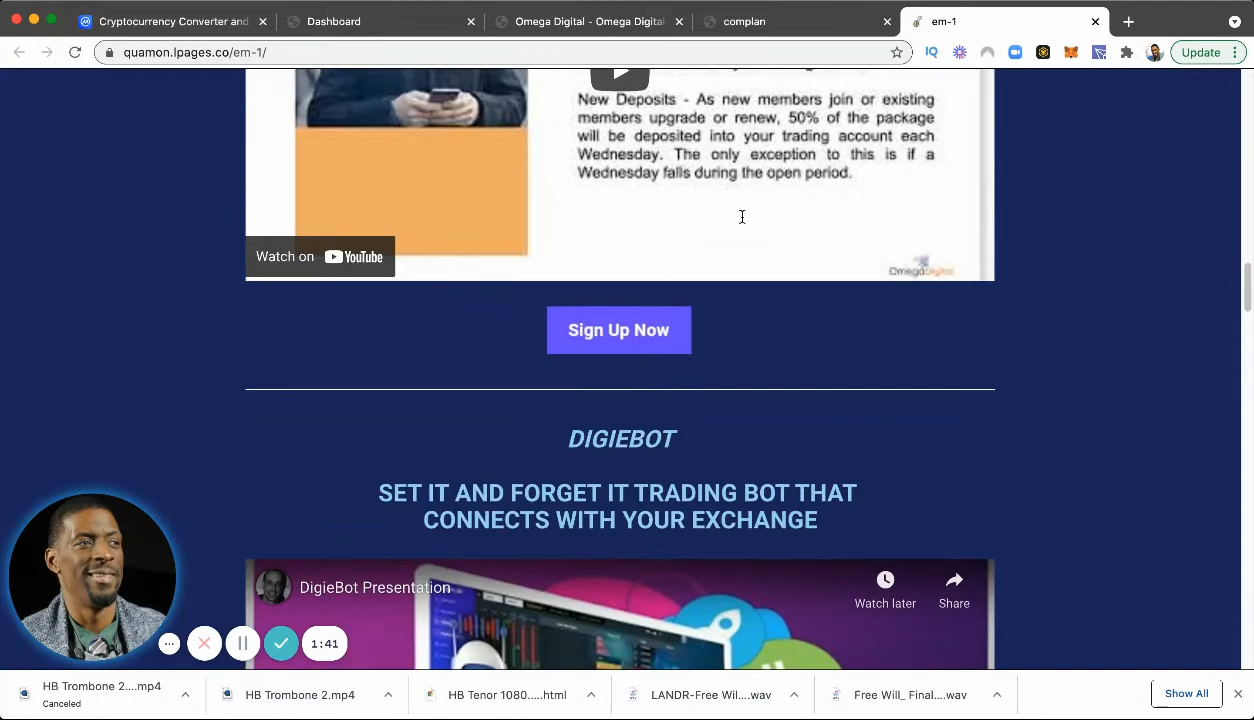 Cryptocurrency Converter and
Dashboard
Omega Digital - Omega Digital
complan
em-1
quamon.lpages.co/em-1/
Update
New Deposits - As new members join or existing
members upgrade or renew, 50% of the package
will be deposited into your trading account each
Wednesday. The only exception to this is if a
Wednesday falls during the open period.
Watch on YouTube
OmegaDigital
Sign Up Now
DIGIEBOT
SET IT AND FORGET IT TRADING BOT THAT
CONNECTS WITH YOUR EXCHANGE
DigieBot Presentation
Watch later
Share
1:41
HB Trombone 2....mp4
Canceled
HB Trombone 2.mp4
HB Tenor 1080.....html
LANDR-Free Wil....wav
Free Will_ Final....wav
Show All